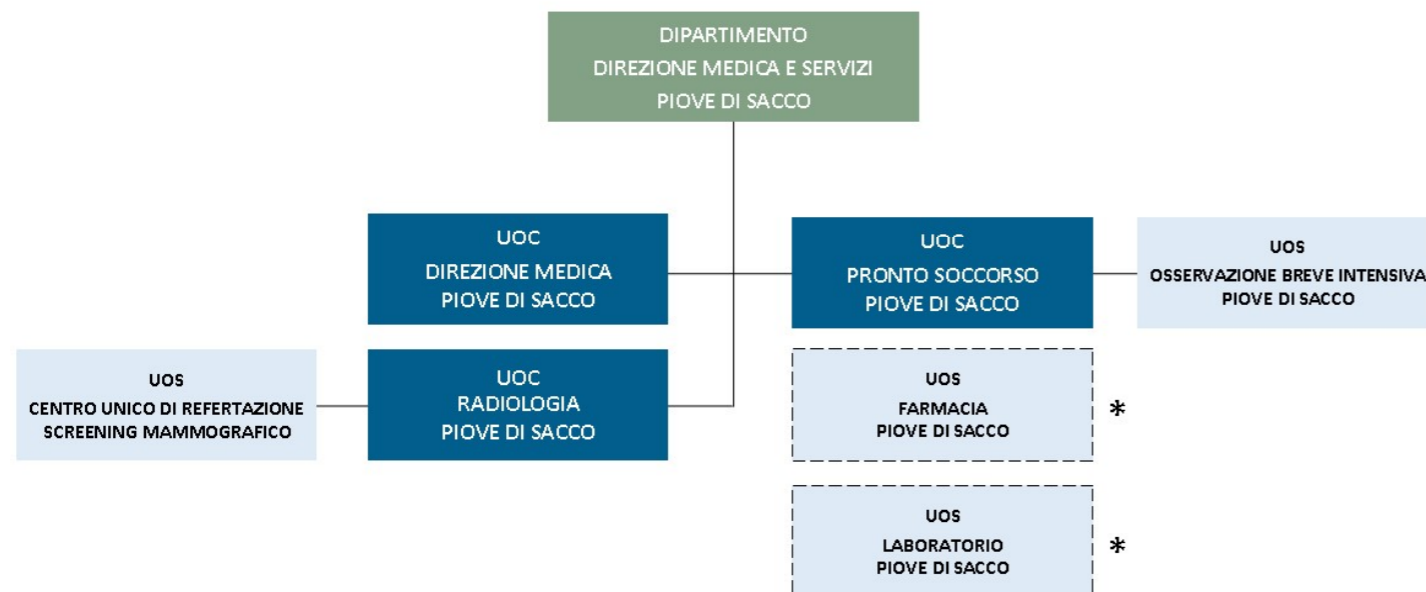 DIPARTIMENTO
DIREZIONE MEDICA E SERVIZI
PIOVE DI SACCO
UOC
DIREZIONE MEDICA
PIOVE DI SACCO
UOC
PRONTO SOCCORSO
PIOVE DI SACCO
UOS
OSSERVAZIONE BREVE INTENSIVA
PIOVE DI SACCO
UOS
CENTRO UNICO DI REFERTAZIONE
SCREENING MAMMOGRAFICO
UOC
RADIOLOGIA
PIOVE DI SACCO
UOS
FARMACIA
PIOVE DI SACCO
*
UOS
LABORATORIO
PIOVE DI SACCO
*